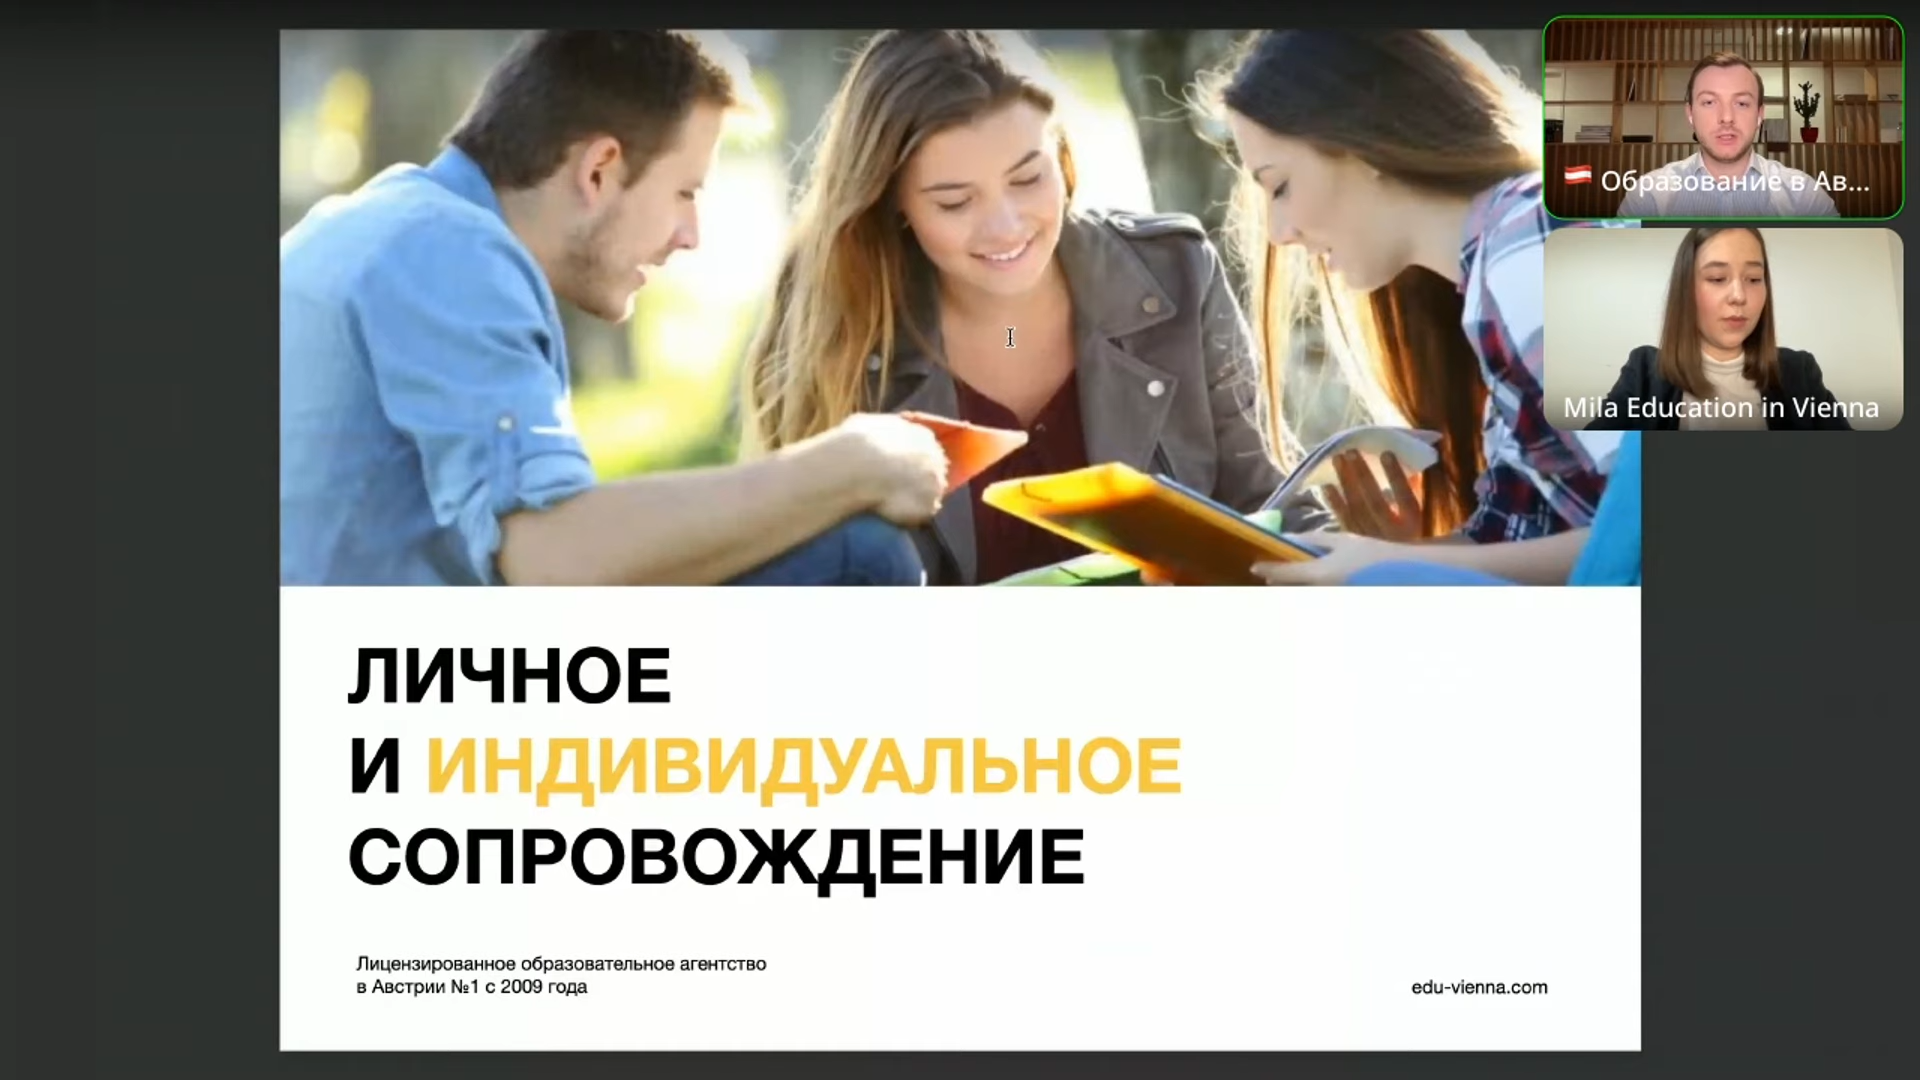 Образование в Ав...
Mila Education in Vienna
ЛИЧНОЕ
И ИНДИВИДУАЛЬНОЕ
СОПРОВОЖДЕНИЕ
Лицензированное образовательное агентство
в Австрии №1 с 2009 года
edu-vienna.com